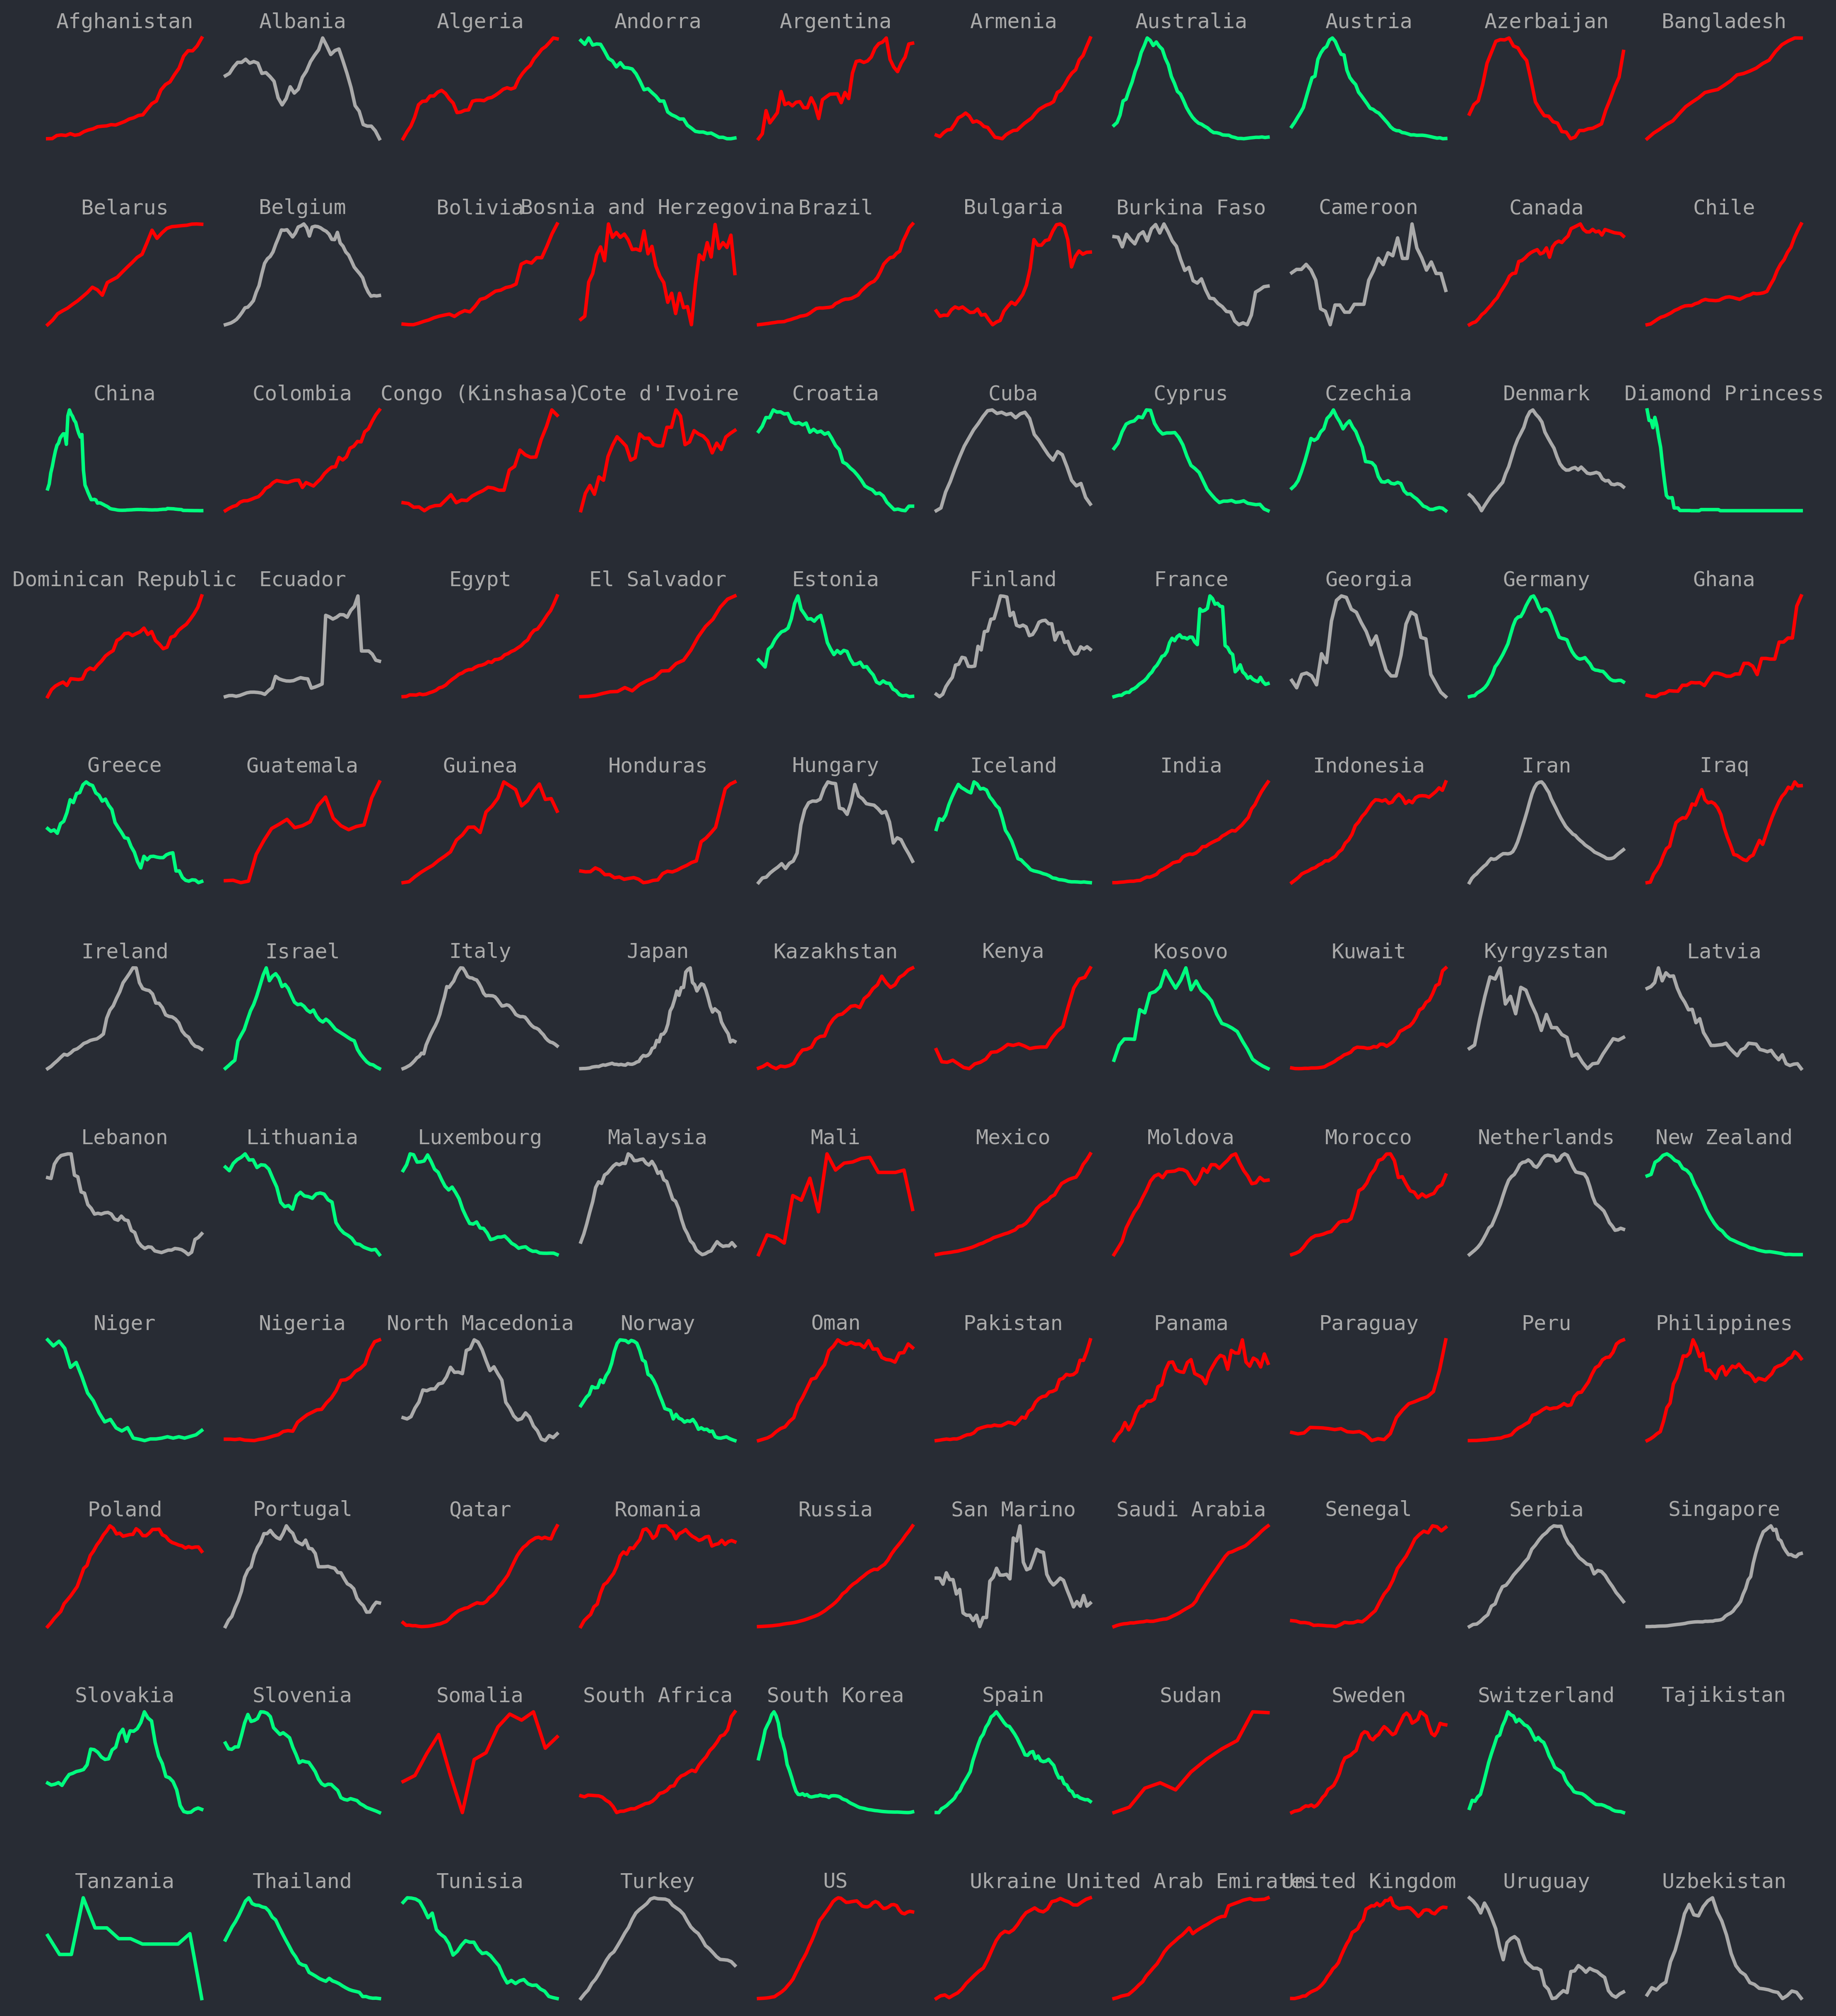 Afghanistan Albania Algeria Andorra Argentina Armenia Australia Austria Azerbaijan Bangladesh
Belarus Belgium Bolivia Bosnia and Herzegovina Brazil Bulgaria Burkina Faso Cameroon Canada Chile
China Colombia Congo (Kinshasa) Cote d'Ivoire Croatia Cuba Cyprus Czechia Denmark Diamond Princess
Dominican Republic Ecuador Egypt El Salvador Estonia Finland France Georgia Germany Ghana
Greece Guatemala Guinea Honduras Hungary Iceland India Indonesia Iran Iraq
Ireland Israel Italy Japan Kazakhstan Kenya Kosovo Kuwait Kyrgyzstan Latvia
Lebanon Lithuania Luxembourg Malaysia Mali Mexico Moldova Morocco Netherlands New Zealand
Niger Nigeria North Macedonia Norway Oman Pakistan Panama Paraguay Peru Philippines
Poland Portugal Qatar Romania Russia San Marino Saudi Arabia Senegal Serbia Singapore
Slovakia Slovenia Somalia South Africa South Korea Spain Sudan Sweden Switzerland Tajikistan
Tanzania Thailand Tunisia Turkey US Ukraine United Arab Emirates United Kingdom Uruguay Uzbekistan